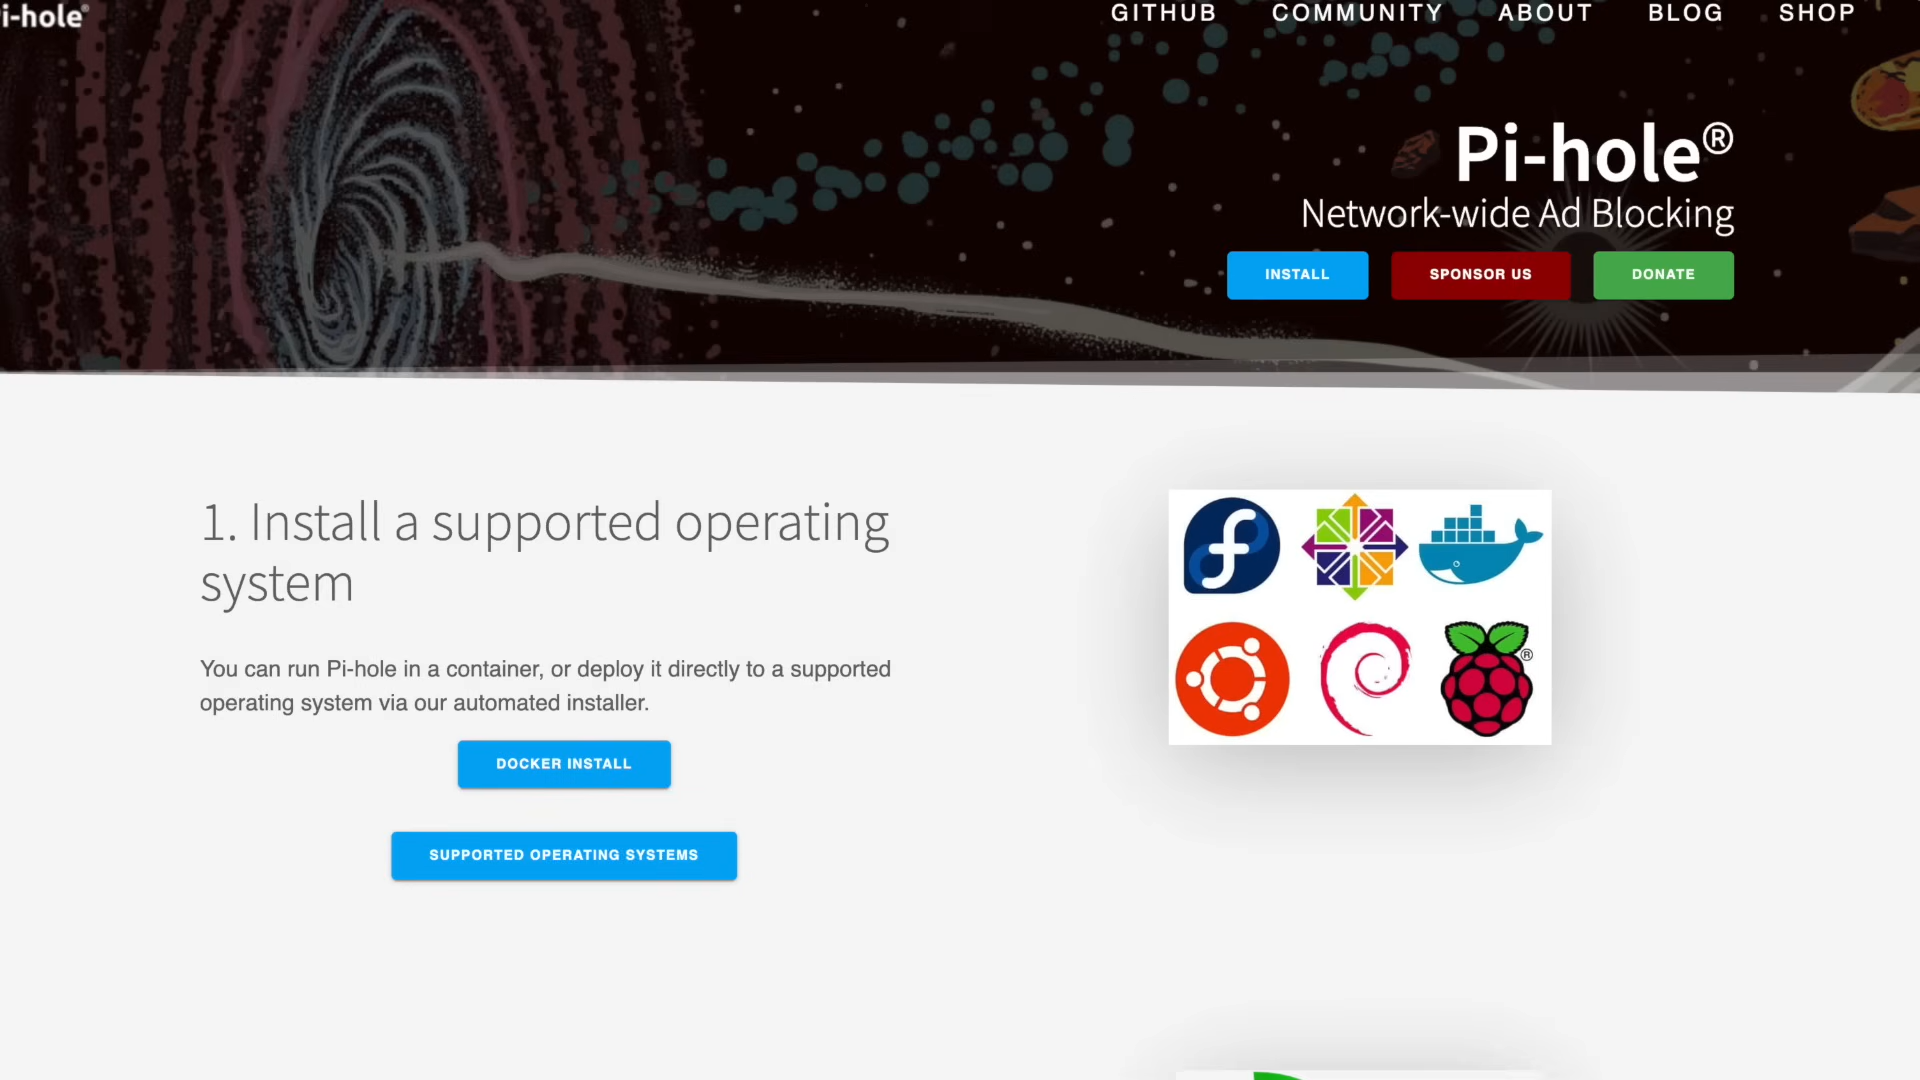 i-hole®
GITHUB COMMUNITY ABOUT BLOG SHOP
Pi-hole®
Network-wide Ad Blocking
INSTALL SPONSOR US DONATE
1. Install a supported operating
system
You can run Pi-hole in a container, or deploy it directly to a supported
operating system via our automated installer.
DOCKER INSTALL
SUPPORTED OPERATING SYSTEMS
®